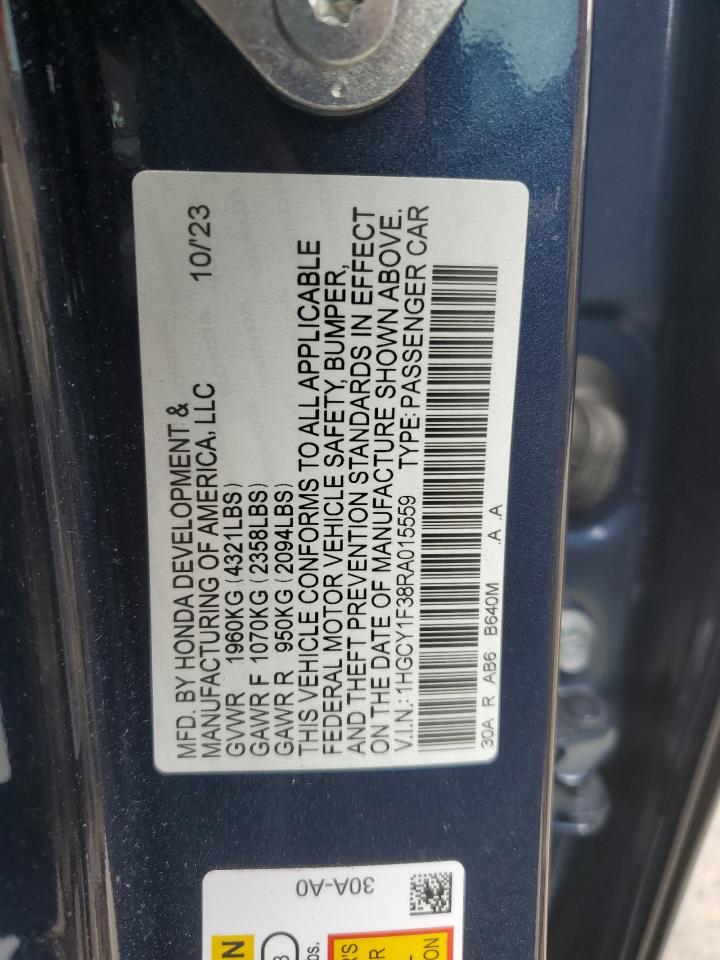 MFD. BY HONDA DEVELOPMENT &
MANUFACTURING OF AMERICA, LLC 10/'23
GVWR 1960KG (4321LBS)
GAWR F 1070KG (2358LBS)
GAWR R 950KG (2094LBS)
THIS VEHICLE CONFORMS TO ALL APPLICABLE
FEDERAL MOTOR VEHICLE SAFETY, BUMPER,
AND THEFT PREVENTION STANDARDS IN EFFECT
ON THE DATE OF MANUFACTURE SHOWN ABOVE.
V.I.N.: 1HGCY1F38RA015559 TYPE: PASSENGER CAR
30A R AB6 B640M .A .A
30A-A0